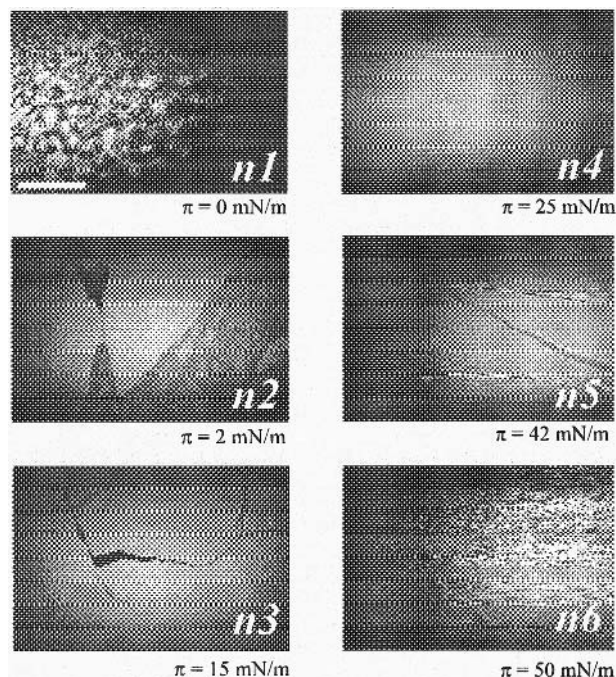 n1
π = 0 mN/m
n2
π = 2 mN/m
n3
π = 15 mN/m
n4
π = 25 mN/m
n5
π = 42 mN/m
n6
π = 50 mN/m